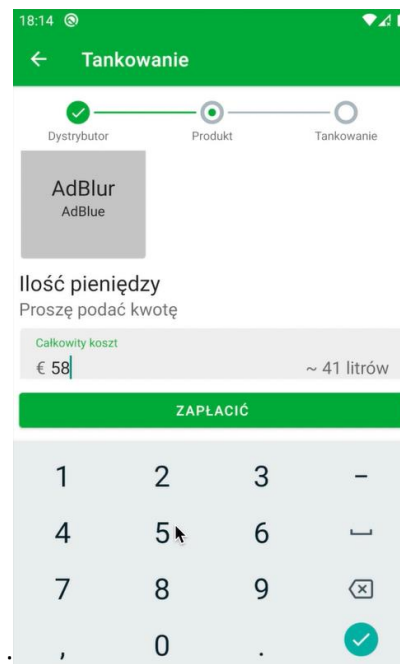 18:14
Tankowanie
Dystrybutor Produkt Tankowanie
AdBlur
AdBlue
Ilość pieniędzy
Proszę podać kwotę
Całkowity koszt
€ 58 ~ 41 litrów
ZAPŁACIĆ
1 2 3 -
4 5 6
7 8 9
, 0 .